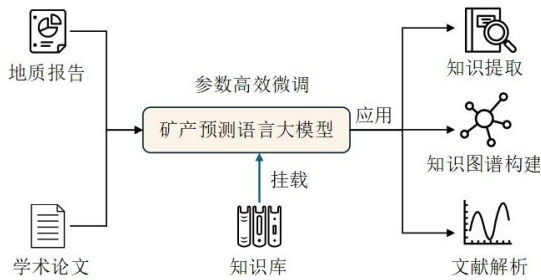 地质报告
知识提取
参数高效微调
矿产预测语言大模型
应用
知识图谱构建
挂载
学术论文
知识库
文献解析